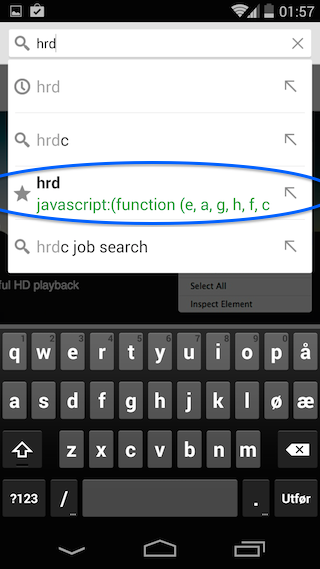 01:57
hrd
hrd
hrdc
hrd
javascript:(function (e, a, g, h, f, c
hrdc job search
ful HD playback
Select All
Inspect Element
1 2 3 4 5 6 7 8 9 0
q w e r t y u i o p å
a s d f g h j k l ø æ
z x c v b n m
?123 / ... . ... Utfør